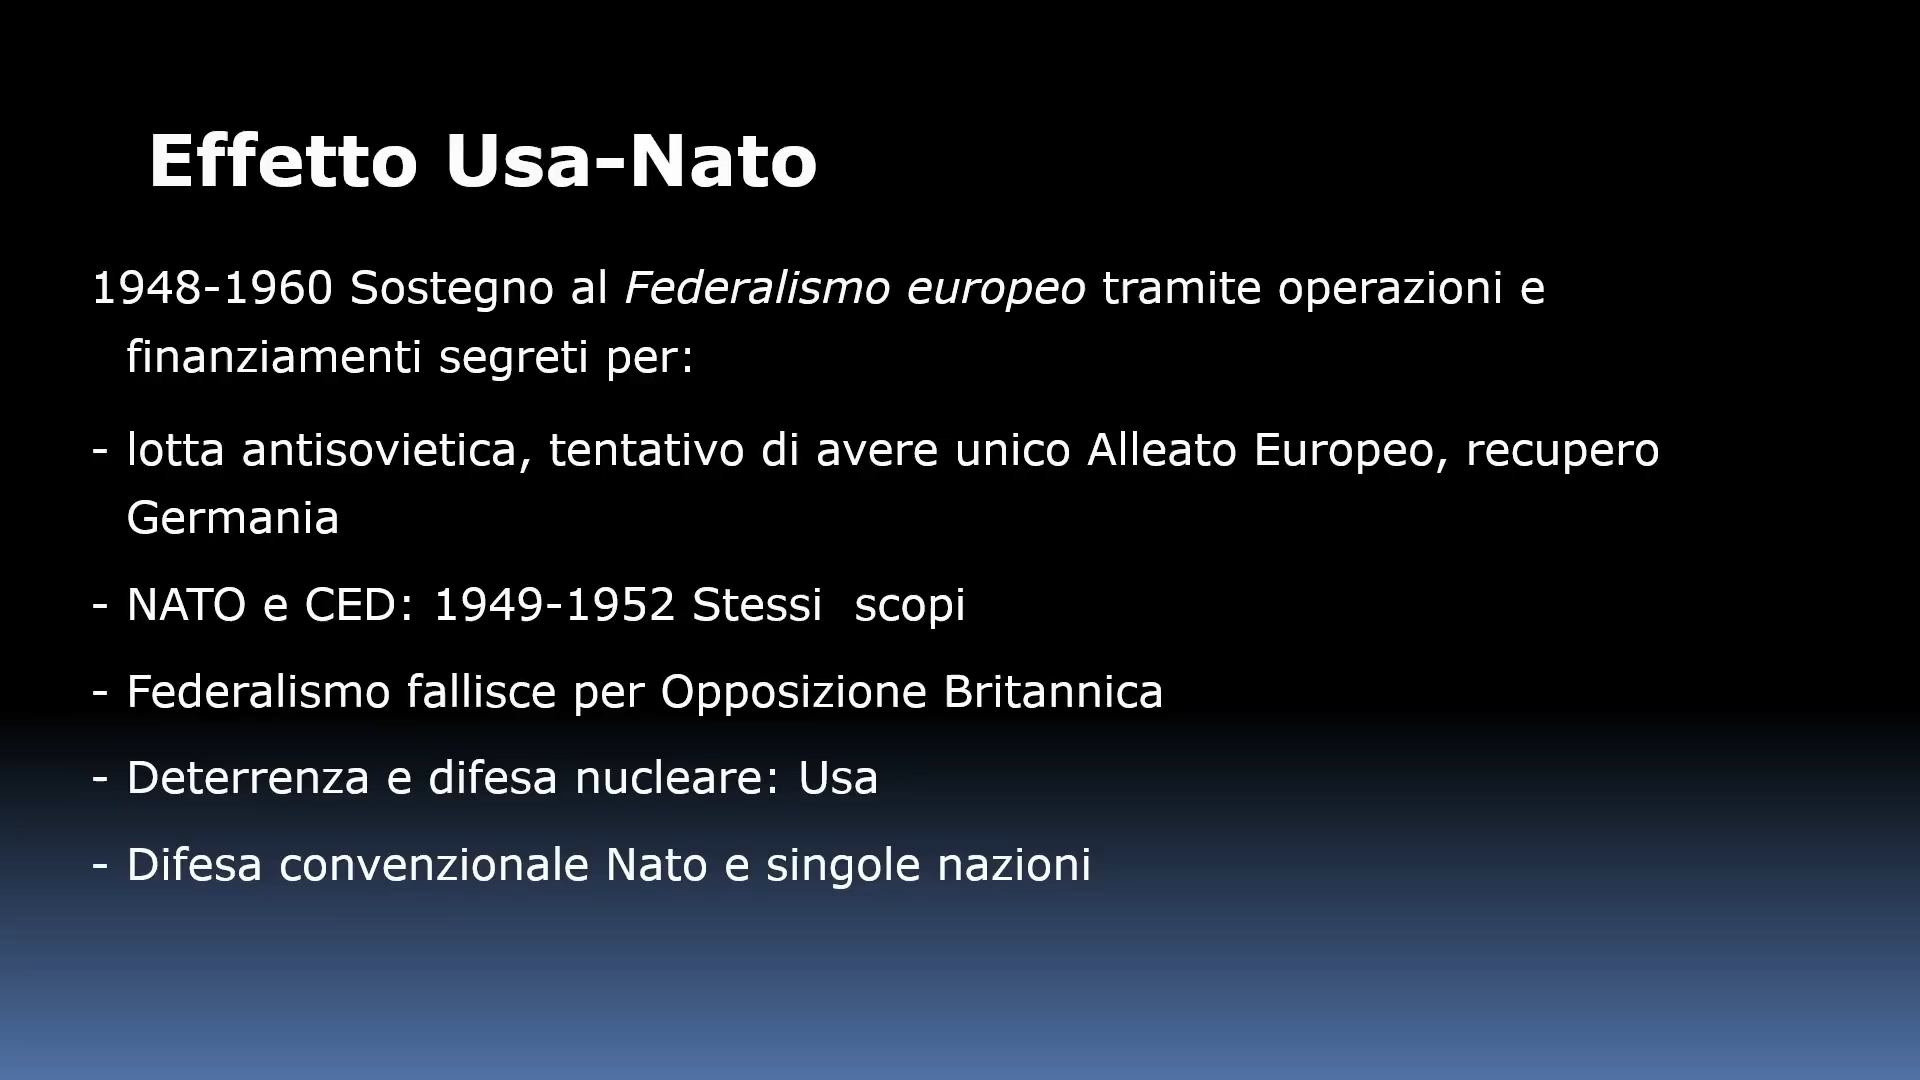 Effetto Usa-Nato
1948-1960 Sostegno al Federalismo europeo tramite operazioni e
finanziamenti segreti per:
- lotta antisovietica, tentativo di avere unico Alleato Europeo, recupero
Germania
- NATO e CED: 1949-1952 Stessi  scopi
- Federalismo fallisce per Opposizione Britannica
- Deterrenza e difesa nucleare: Usa
- Difesa convenzionale Nato e singole nazioni